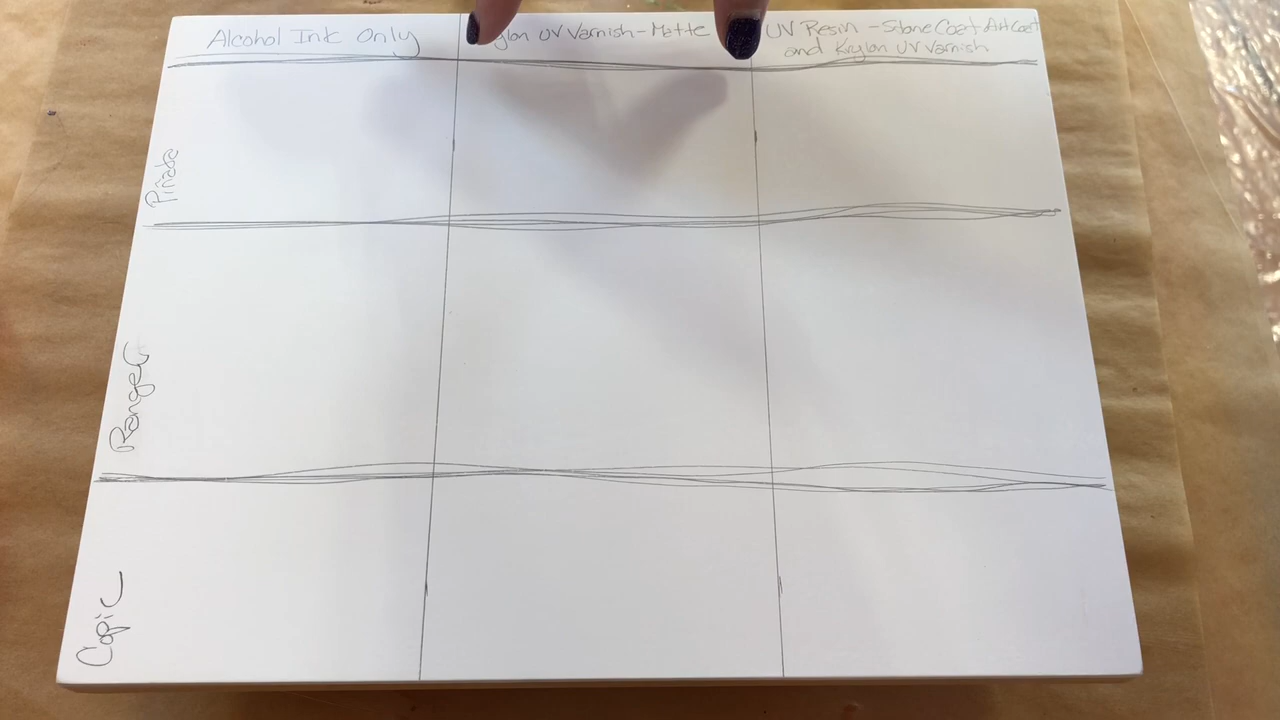 Alcohol Ink Only
ylon UV Varnish - Matte
UV Resin - Stone Coat Art Coat
and Krylon UV Varnish
Piñata
Ranger
Copic